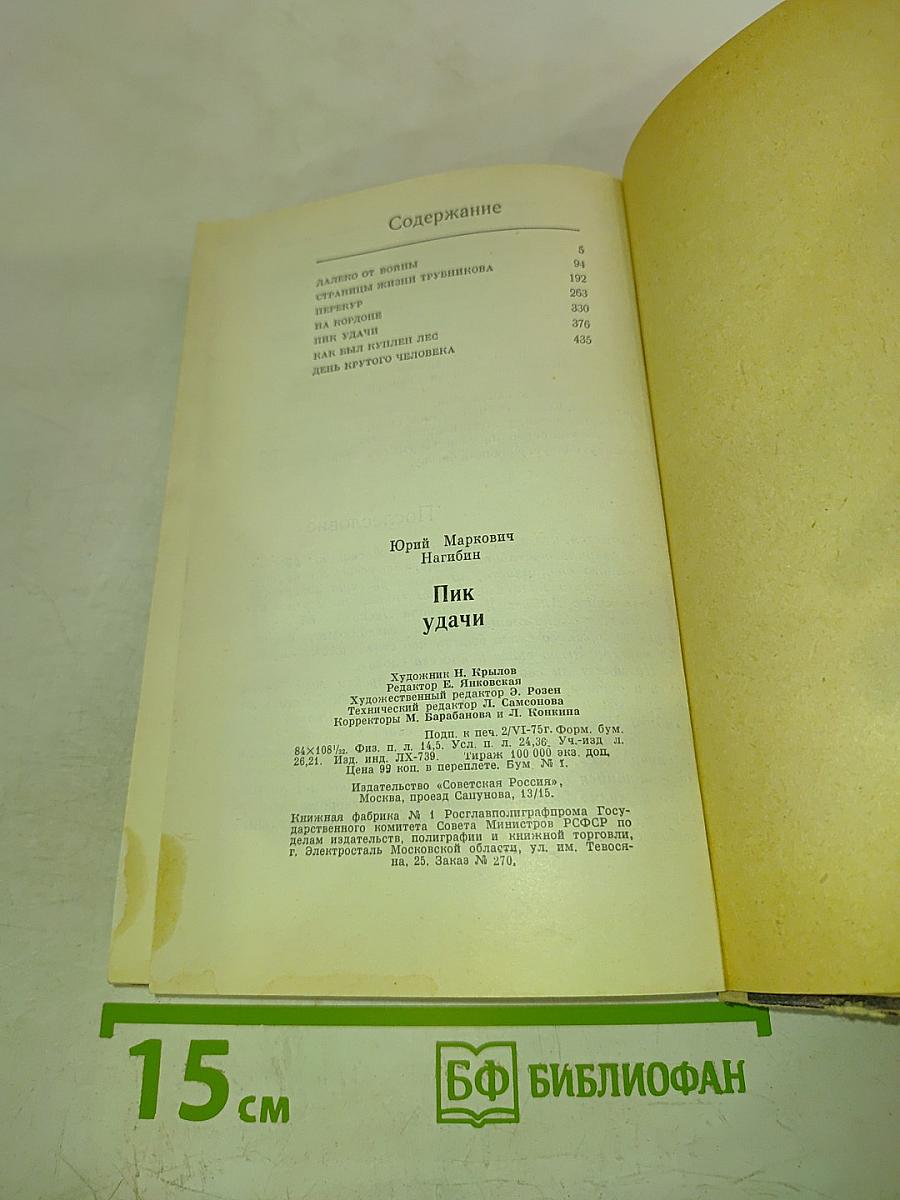 Содержание
ДАЛЕКО ОТ ВОЙНЫ 5
СТРАНИЦЫ ЖИЗНИ ТРУБНИКОВА 94
ПЕРЕКУР 192
НА КОРДОНЕ 263
ПИК УДАЧИ 330
КАК БЫЛ КУПЛЕН ЛЕС 376
ДЕНЬ КРУТОГО ЧЕЛОВЕКА 435
Послесловие
Юрий Маркович
Нагибин
Пик
удачи
Художник Н. Крылов
Редактор Е. Янковская
Художественный редактор Э. Розен
Технический редактор Л. Самсонова
Корректоры М. Барабанова и Л. Конкина
Подп. к печ. 2/VI-75г. Форм. бум.
84×108¹/₃₂. Физ. п. л. 14,5. Усл. п. л. 24,36. Уч.-изд л.
26,21. Изд. инд. ЛХ-739. Тираж 100 000 экз. доп.
Цена 99 коп. в переплете. Бум. № 1.
Издательство «Советская Россия»,
Москва, проезд Сапунова, 13/15.
Книжная фабрика № 1 Росглавполиграфпрома Госу-
дарственного комитета Совета Министров РСФСР по
делам издательств, полиграфии и книжной торговли,
г. Электросталь Московской области, ул. им. Тевося-
на, 25. Заказ № 270.
15 см
БФ БИБЛИОФАН